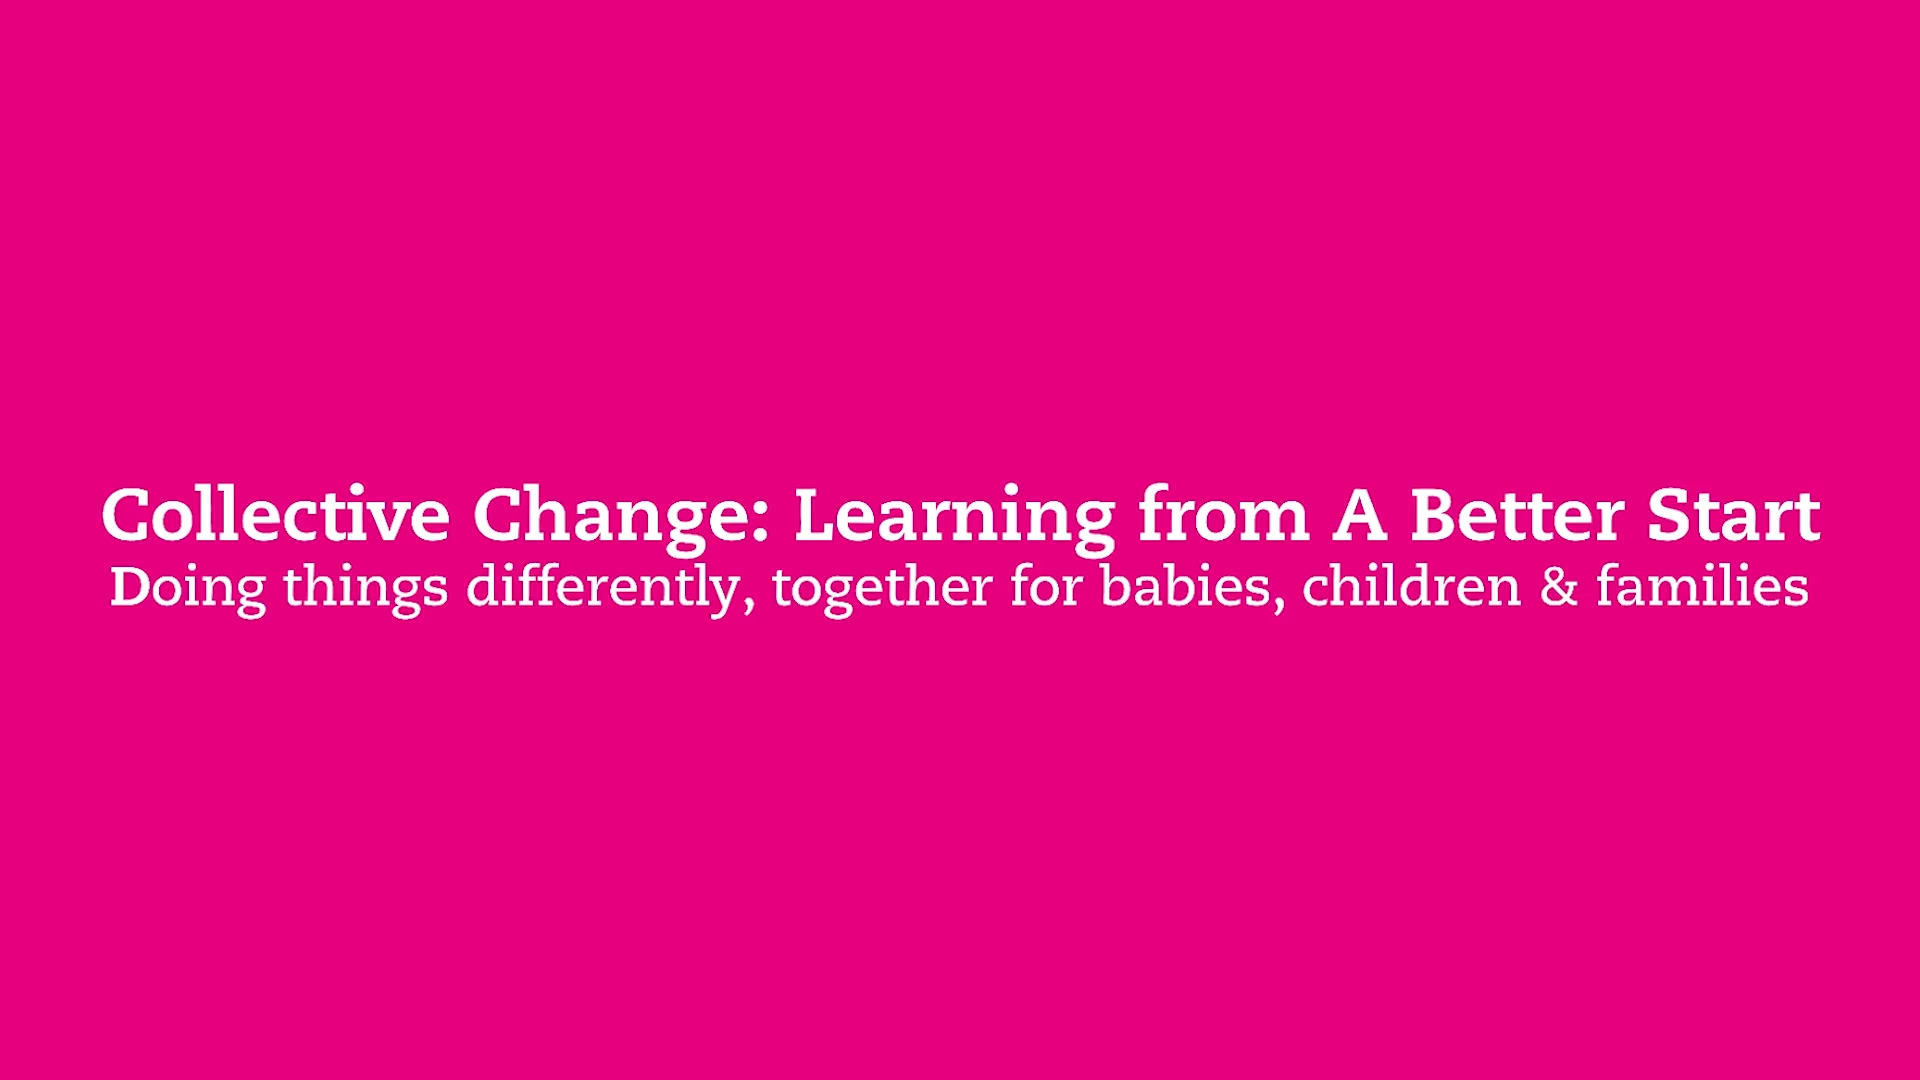 Collective Change: Learning from A Better Start
Doing things differently, together for babies, children & families